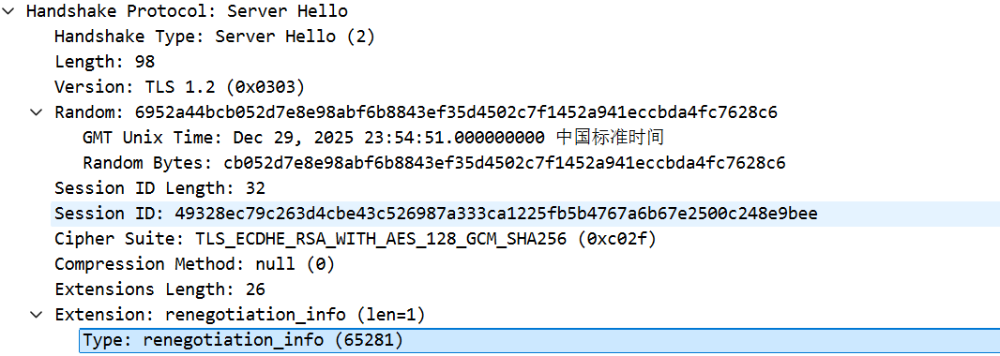 Handshake Protocol: Server Hello
Handshake Type: Server Hello (2)
Length: 98
Version: TLS 1.2 (0x0303)
Random: 6952a44bcb052d7e8e98abf6b8843ef35d4502c7f1452a941eccbda4fc7628c6
GMT Unix Time: Dec 29, 2025 23:54:51.000000000 中国标准时间
Random Bytes: cb052d7e8e98abf6b8843ef35d4502c7f1452a941eccbda4fc7628c6
Session ID Length: 32
Session ID: 49328ec79c263d4cbe43c526987a333ca1225fb5b4767a6b67e2500c248e9bee
Cipher Suite: TLS_ECDHE_RSA_WITH_AES_128_GCM_SHA256 (0xc02f)
Compression Method: null (0)
Extensions Length: 26
Extension: renegotiation_info (len=1)
Type: renegotiation_info (65281)